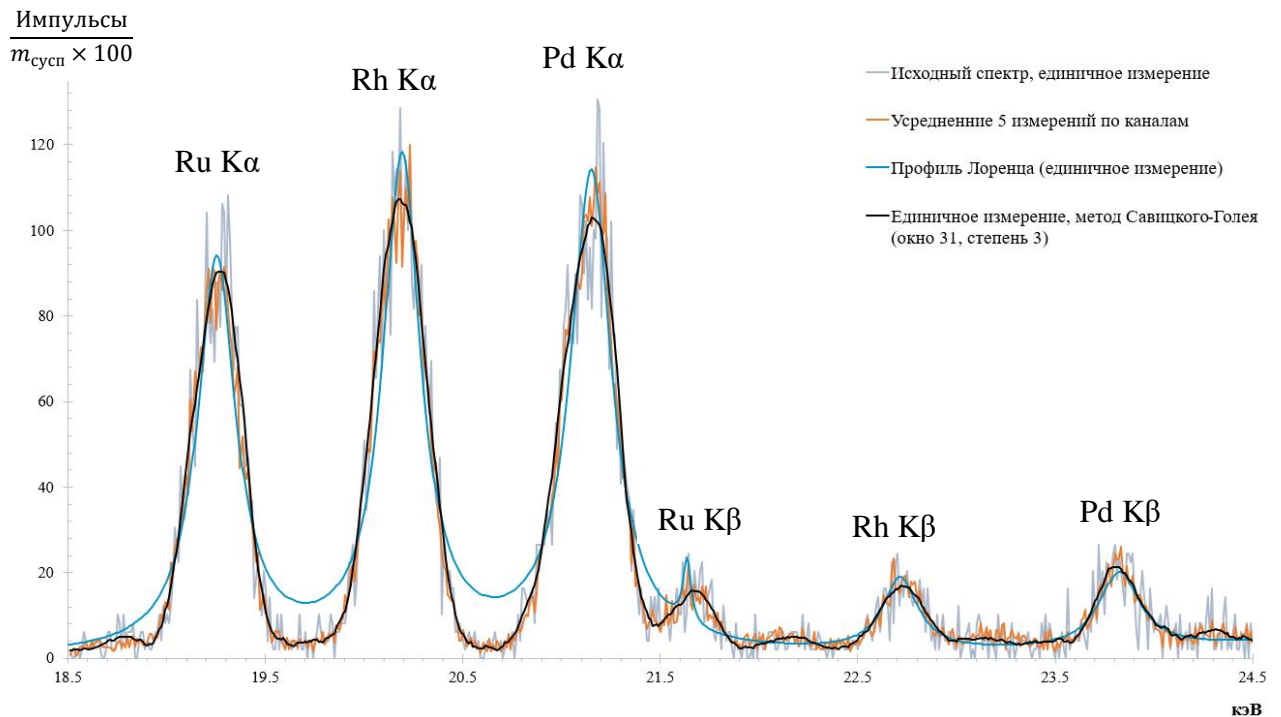 Импульсы
mсусп × 100
Ru Kα
Rh Kα
Pd Kα
Ru Kβ
Rh Kβ
Pd Kβ
Исходный спектр, единичное измерение
Усредненние 5 измерений по каналам
Профиль Лоренца (единичное измерение)
Единичное измерение, метод Савицкого-Голея
(окно 31, степень 3)
120
100
80
60
40
20
0
18.5 19.5 20.5 21.5 22.5 23.5 24.5
кэВ